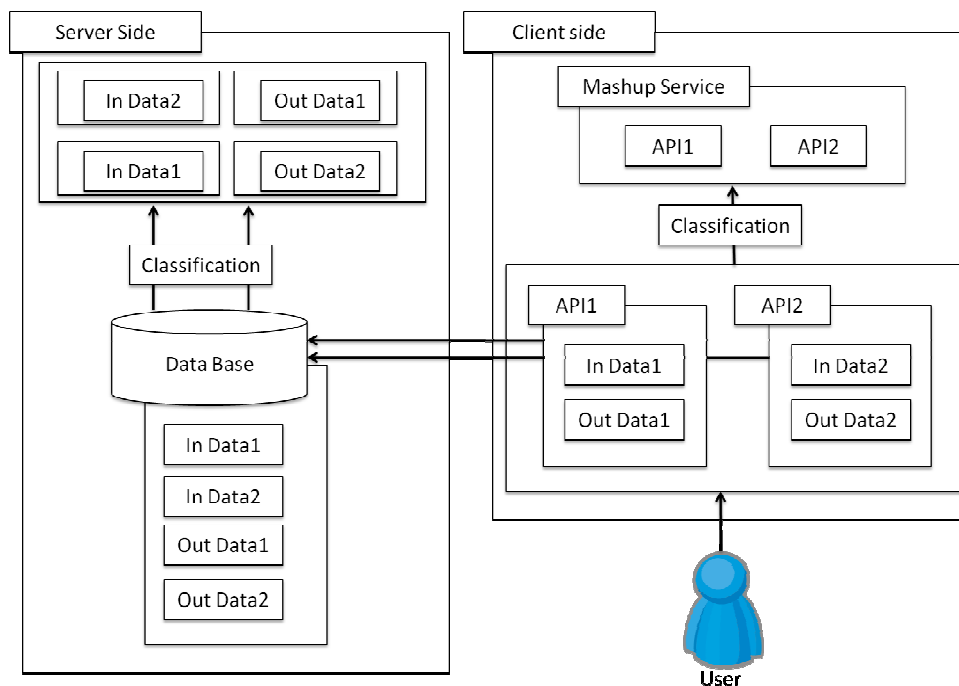 Server Side
In Data2
Out Data1
In Data1
Out Data2
Classification
Data Base
In Data1
In Data2
Out Data1
Out Data2
Client side
Mashup Service
API1
API2
Classification
API1
API2
In Data1
In Data2
Out Data1
Out Data2
User